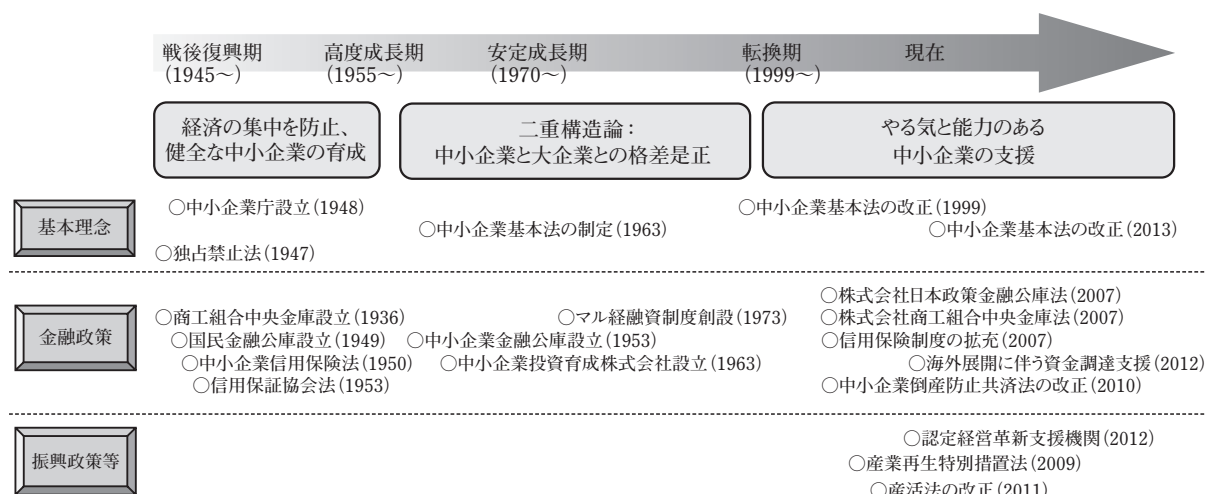 戦後復興期 高度成長期 安定成長期 転換期 現在
(1945～) (1955～) (1970～) (1999～)
経済の集中を防止、
健全な中小企業の育成
二重構造論：
中小企業と大企業との格差是正
やる気と能力のある
中小企業の支援
基本理念
○中小企業庁設立(1948)
○中小企業基本法の改正(1999)
○中小企業基本法の制定(1963)
○中小企業基本法の改正(2013)
○独占禁止法(1947)
金融政策
○株式会社日本政策金融公庫法(2007)
○商工組合中央金庫設立(1936)
○マル経融資制度創設(1973)
○株式会社商工組合中央金庫法(2007)
○国民金融公庫設立(1949)
○中小企業金融公庫設立(1953)
○信用保険制度の拡充(2007)
○中小企業信用保険法(1950)
○中小企業投資育成株式会社設立(1963)
○海外展開に伴う資金調達支援(2012)
○信用保証協会法(1953)
○中小企業倒産防止共済法の改正(2010)
振興政策等
○認定経営革新支援機関(2012)
○産業再生特別措置法(2009)
○産活法の改正(2011)